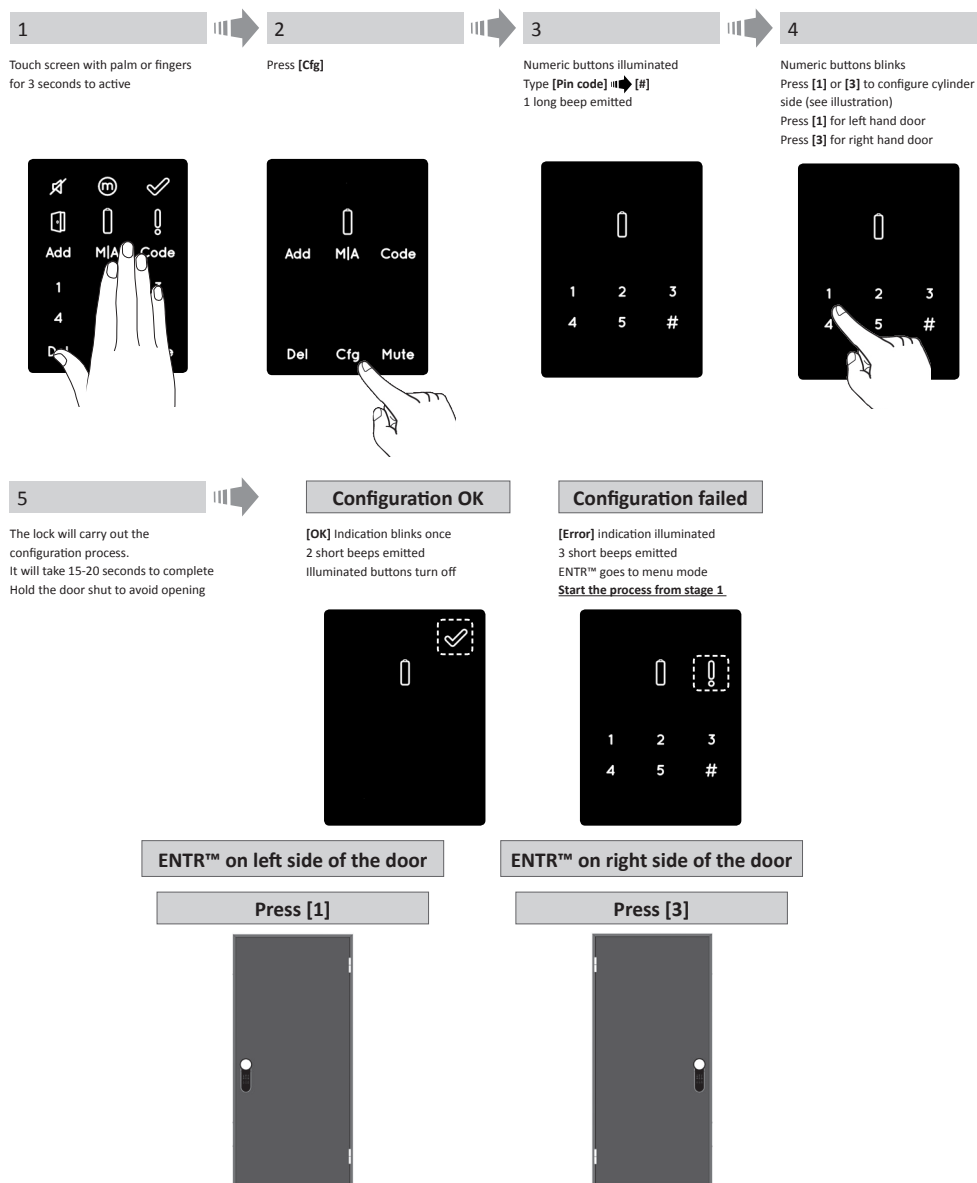 1
Touch screen with palm or fingers
for 3 seconds to active
Add M|A Code
1
4
2
Press [Cfg]
Add M|A Code
Del Cfg Mute
3
Numeric buttons illuminated
Type [Pin code] [#]
1 long beep emitted
1 2 3
4 5 #
4
Numeric buttons blinks
Press [1] or [3] to configure cylinder
side (see illustration)
Press [1] for left hand door
Press [3] for right hand door
1 2 3
4 5 #
5
The lock will carry out the
configuration process.
It will take 15-20 seconds to complete
Hold the door shut to avoid opening
Configuration OK
[OK] Indication blinks once
2 short beeps emitted
Illuminated buttons turn off
Configuration failed
[Error] indication illuminated
3 short beeps emitted
ENTR™ goes to menu mode
Start the process from stage 1
1 2 3
4 5 #
ENTR™ on left side of the door
Press [1]
ENTR™ on right side of the door
Press [3]